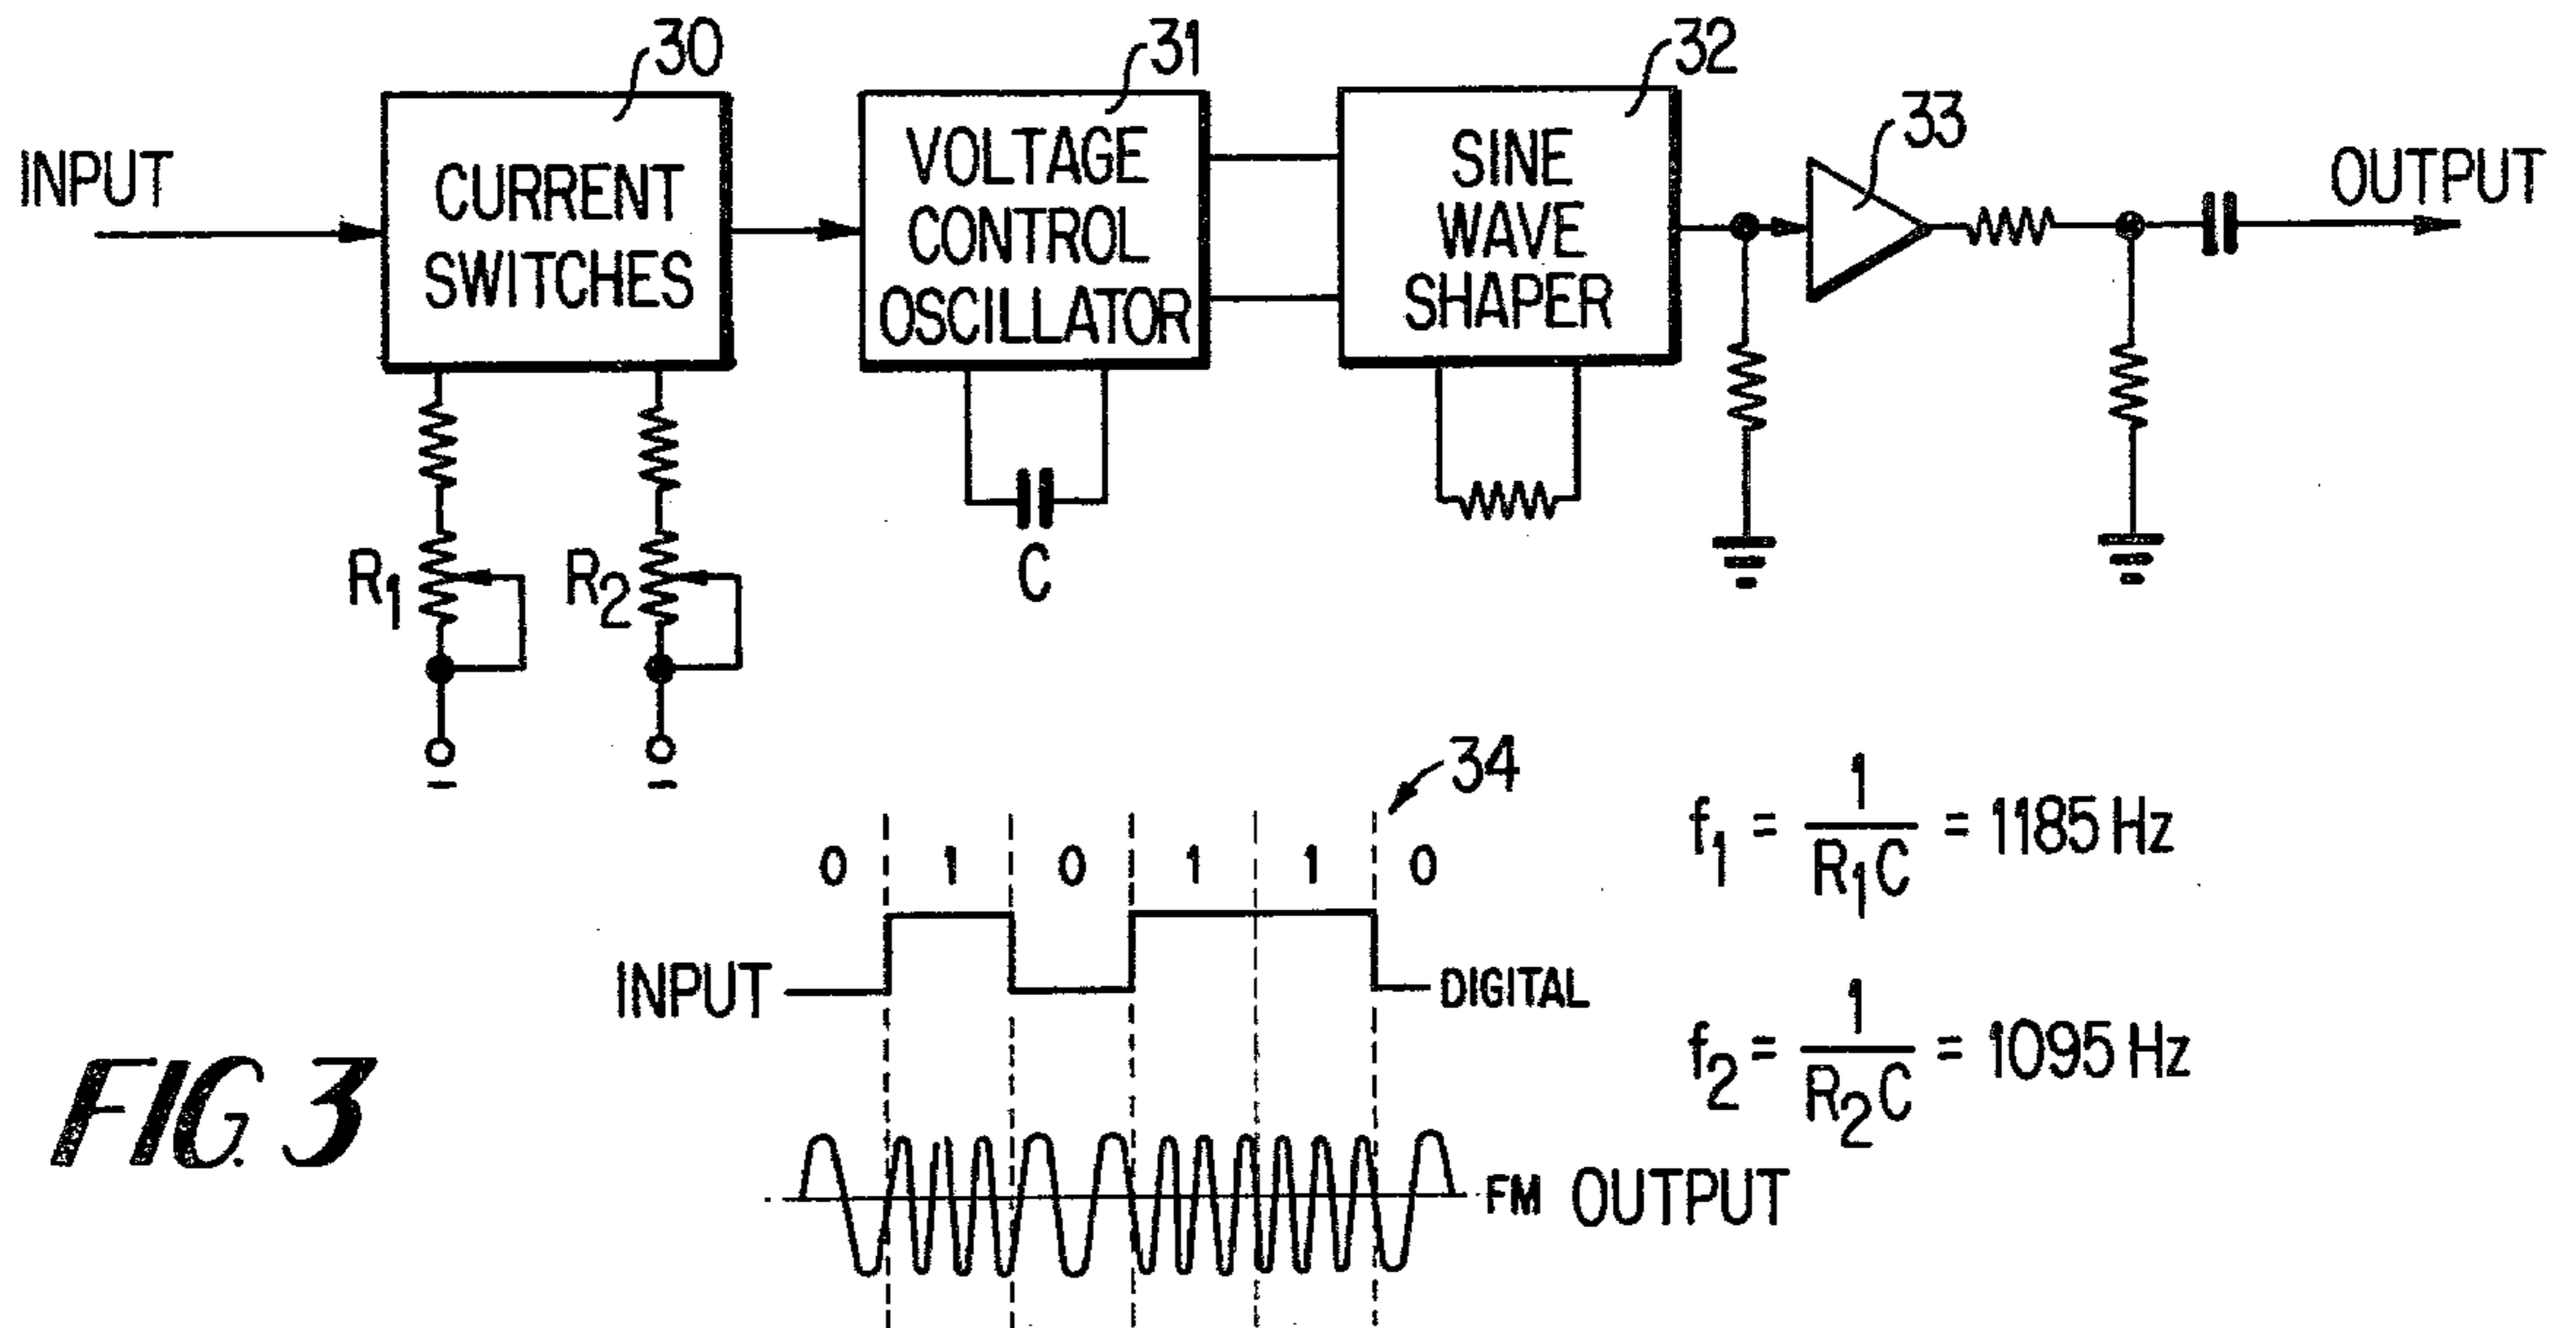 30
31
32
33
INPUT
CURRENT
SWITCHES
VOLTAGE
CONTROL
OSCILLATOR
SINE
WAVE
SHAPER
OUTPUT
R1
R2
C
34
0 1 0 1 1 0
INPUT
DIGITAL
FM OUTPUT
f1 = 1/R1C = 1185 Hz
f2 = 1/R2C = 1095 Hz
FIG. 3